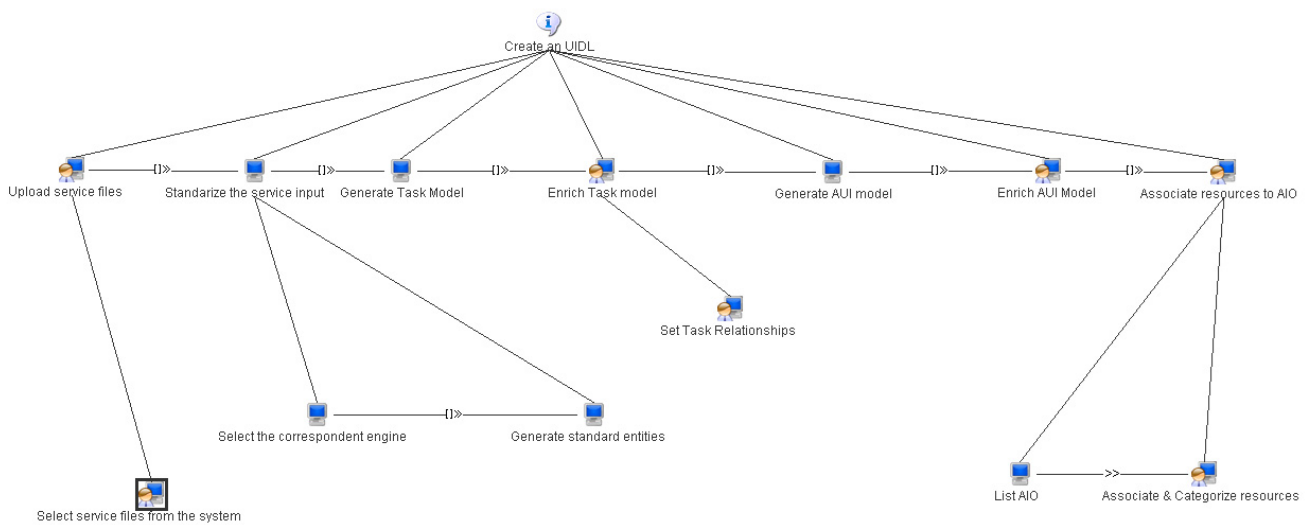 Create an UIDL
[]»
[]»
[]»
[]»
[]»
[]»
Upload service files
Standarize the service input
Generate Task Model
Enrich Task model
Generate AUI model
Enrich AUI Model
Associate resources to AIO
Set Task Relationships
[]»
Select the correspondent engine
Generate standard entities
>>
List AIO
Associate & Categorize resources
Select service files from the system